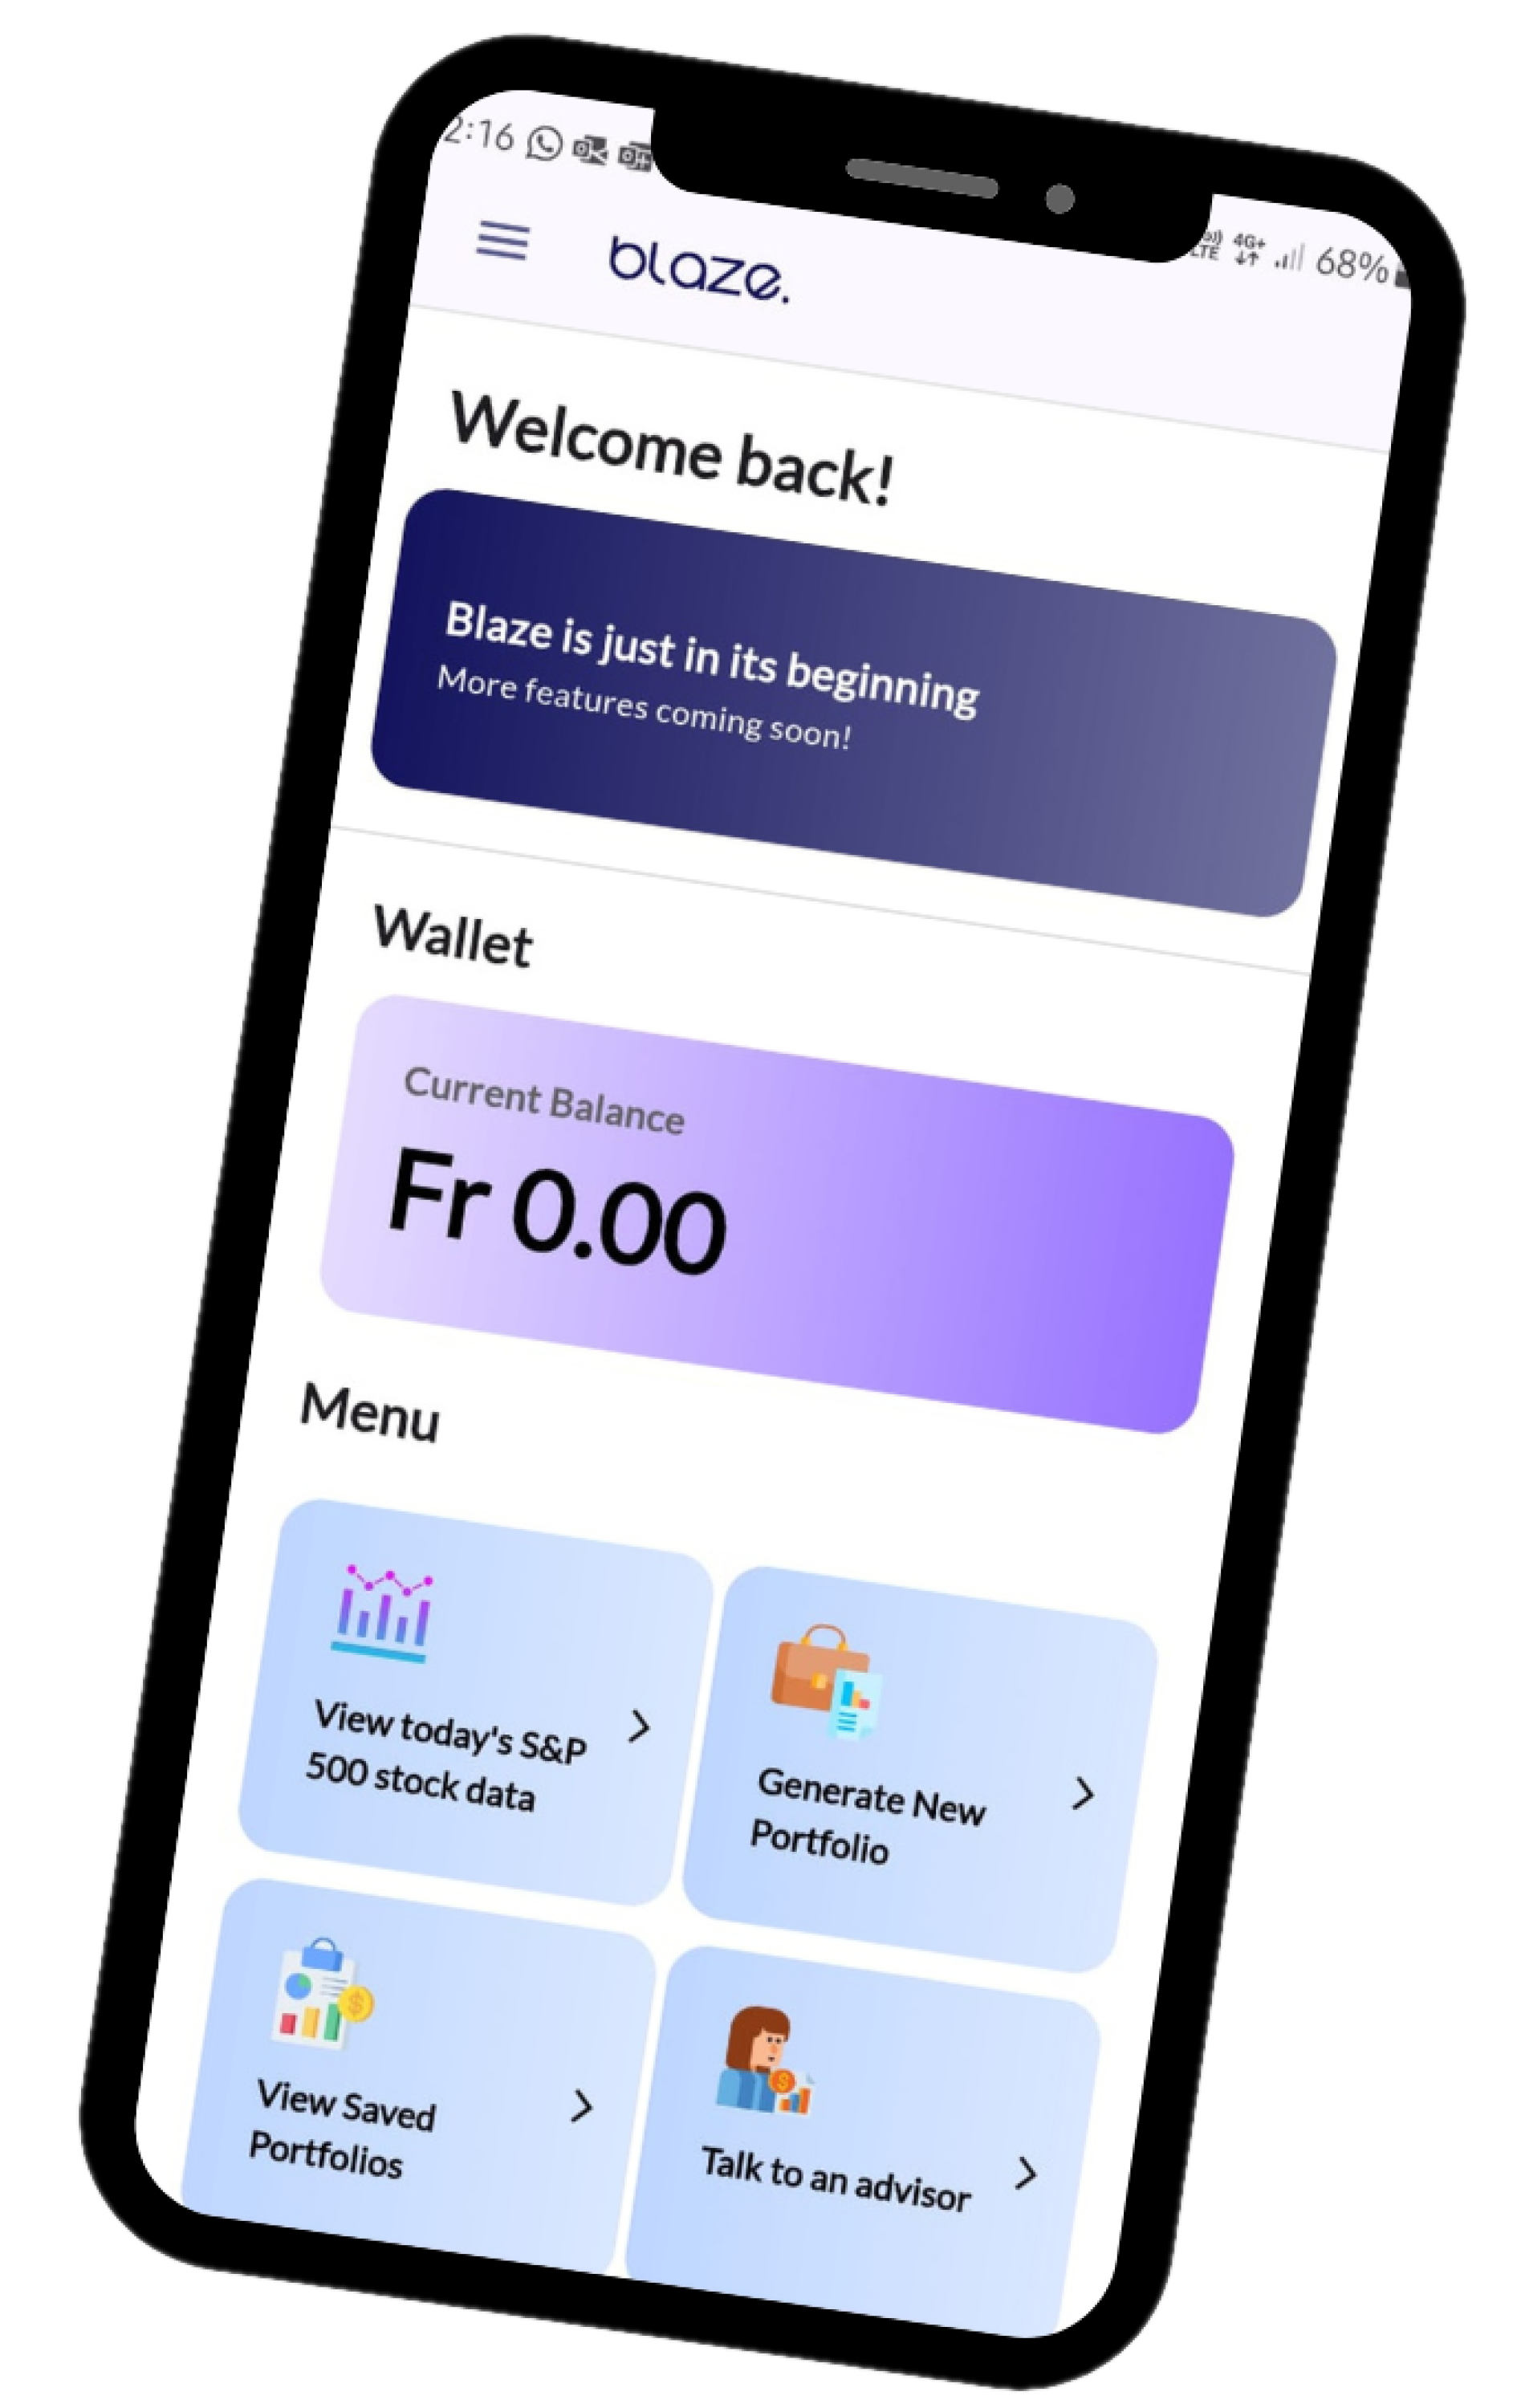 2:16
4G+
LTE
68%
blaze.
Welcome back!
Blaze is just in its beginning
More features coming soon!
Wallet
Current Balance
Fr 0.00
Menu
View today's S&P
500 stock data
Generate New
Portfolio
View Saved
Portfolios
Talk to an advisor